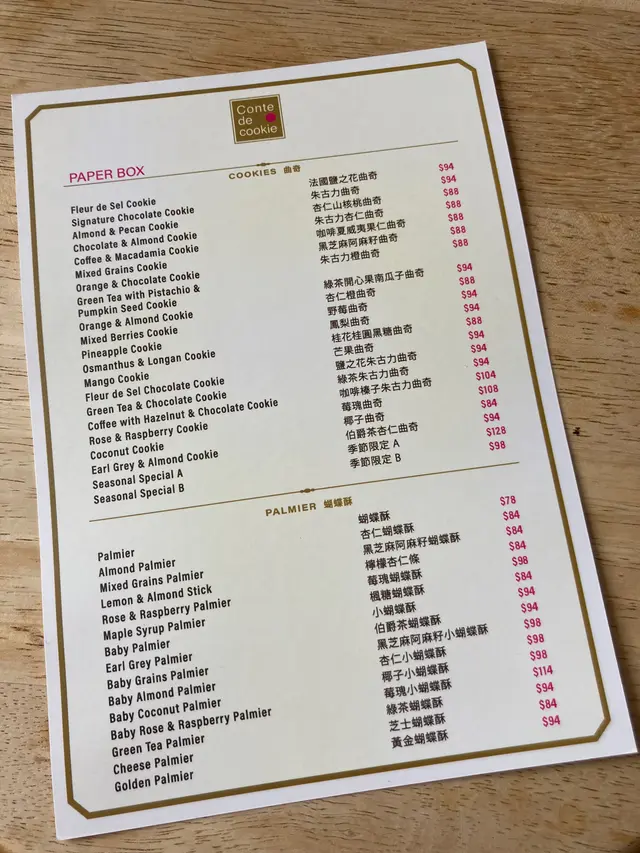 Conte
de
cookie
PAPER BOX
COOKIES 曲奇
Fleur de Sel Cookie 法國鹽之花曲奇 $94
Signature Chocolate Cookie 朱古力曲奇 $94
Almond & Pecan Cookie 杏仁山核桃曲奇 $88
Chocolate & Almond Cookie 朱古力杏仁曲奇 $88
Coffee & Macadamia Cookie 咖啡夏威夷果仁曲奇 $88
Mixed Grains Cookie 黑芝麻阿麻籽曲奇 $88
Orange & Chocolate Cookie 朱古力橙曲奇 $88
Green Tea with Pistachio &
Pumpkin Seed Cookie 綠茶開心果南瓜子曲奇 $94
Orange & Almond Cookie 杏仁橙曲奇 $88
Mixed Berries Cookie 野莓曲奇 $94
Pineapple Cookie 鳳梨曲奇 $94
Osmanthus & Longan Cookie 桂花桂圓黑糖曲奇 $88
Mango Cookie 芒果曲奇 $94
Fleur de Sel Chocolate Cookie 鹽之花朱古力曲奇 $94
Green Tea & Chocolate Cookie 綠茶朱古力曲奇 $94
Coffee with Hazelnut & Chocolate Cookie 咖啡榛子朱古力曲奇 $104
Rose & Raspberry Cookie 莓瑰曲奇 $108
Coconut Cookie 椰子曲奇 $84
Earl Grey & Almond Cookie 伯爵茶杏仁曲奇 $94
Seasonal Special A 季節限定 A $128
Seasonal Special B 季節限定 B $98
PALMIER 蝴蝶酥
Palmier 蝴蝶酥 $78
Almond Palmier 杏仁蝴蝶酥 $84
Mixed Grains Palmier 黑芝麻阿麻籽蝴蝶酥 $84
Lemon & Almond Stick 檸檬杏仁條 $84
Rose & Raspberry Palmier 莓瑰蝴蝶酥 $98
Maple Syrup Palmier 楓糖蝴蝶酥 $84
Baby Palmier 小蝴蝶酥 $94
Earl Grey Palmier 伯爵茶蝴蝶酥 $94
Baby Grains Palmier 黑芝麻阿麻籽小蝴蝶酥 $98
Baby Almond Palmier 杏仁小蝴蝶酥 $98
Baby Coconut Palmier 椰子小蝴蝶酥 $98
Baby Rose & Raspberry Palmier 莓瑰小蝴蝶酥 $114
Green Tea Palmier 綠茶蝴蝶酥 $94
Cheese Palmier 芝士蝴蝶酥 $84
Golden Palmier 黃金蝴蝶酥 $94